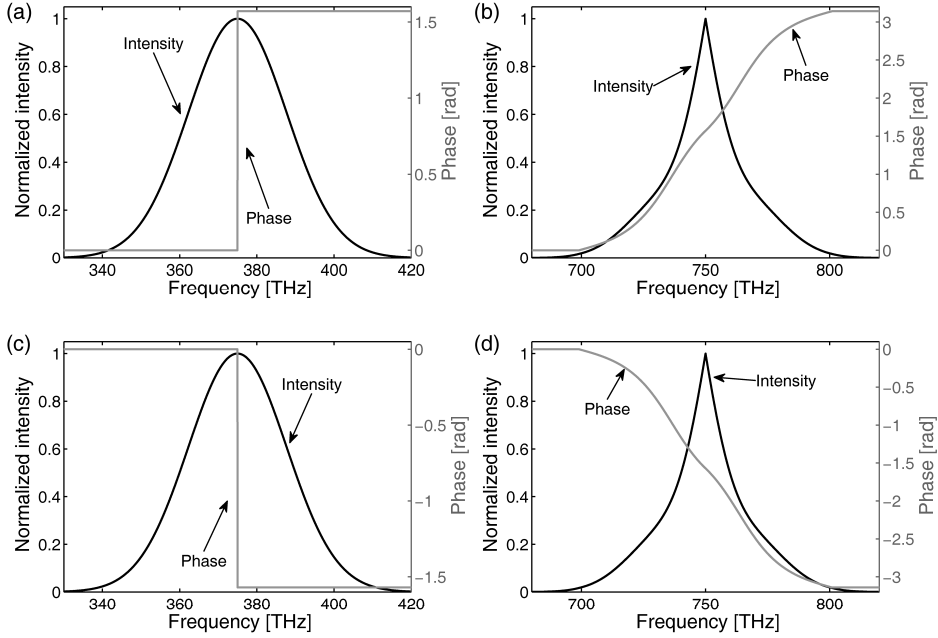 (a)
Normalized intensity
1
0.8
0.6
0.4
0.2
0
Intensity
Phase
1.5
1
0.5
0
Phase [rad]
340 360 380 400 420
Frequency [THz]
(b)
Normalized intensity
1
0.8
0.6
0.4
0.2
0
Intensity
Phase
3
2.5
2
1.5
1
0.5
0
Phase [rad]
700 750 800
Frequency [THz]
(c)
Normalized intensity
1
0.8
0.6
0.4
0.2
0
Intensity
Phase
0
−0.5
−1
−1.5
Phase [rad]
340 360 380 400 420
Frequency [THz]
(d)
Normalized intensity
1
0.8
0.6
0.4
0.2
0
Intensity
Phase
0
−0.5
−1
−1.5
−2
−2.5
−3
Phase [rad]
700 750 800
Frequency [THz]